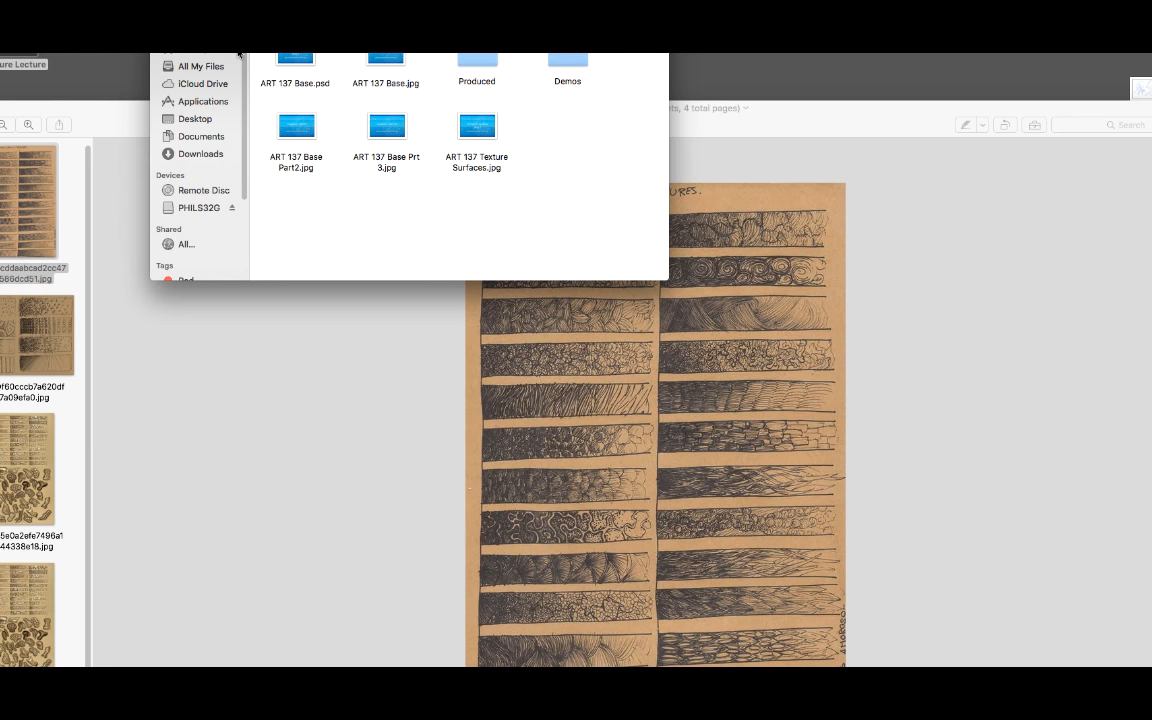 ure Lecture
All My Files
iCloud Drive
Applications
Desktop
Documents
Downloads
Devices
Remote Disc
PHILS32G
Shared
All...
Tags
Red
ART 137 Base.psd
ART 137 Base.jpg
Produced
Demos
ART 137 Base
Part2.jpg
ART 137 Base Prt
3.jpg
ART 137 Texture
Surfaces.jpg
ts, 4 total pages)
Search
cddaabcad2cc47
586dcd51.jpg
9f60cccb7a620df
7a09efa0.jpg
5e0a2efe7496a1
44338e18.jpg
URES.